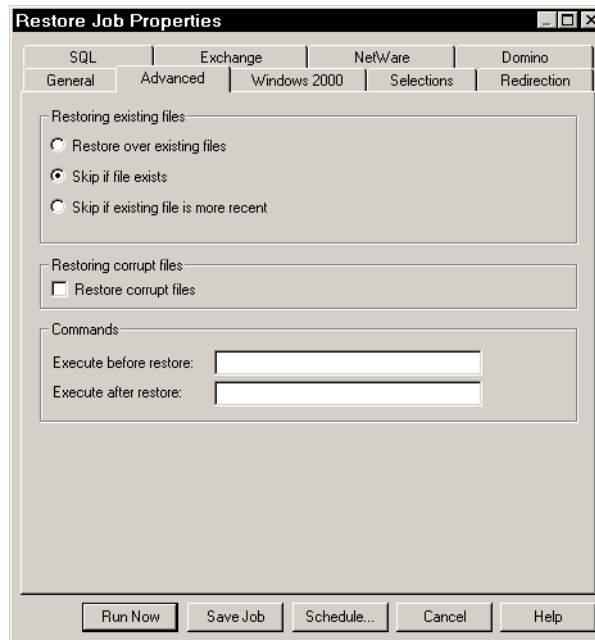 Restore Job Properties
SQL Exchange NetWare Domino
General Advanced Windows 2000 Selections Redirection
Restoring existing files
Restore over existing files
Skip if file exists
Skip if existing file is more recent
Restoring corrupt files
Restore corrupt files
Commands
Execute before restore:
Execute after restore:
Run Now Save Job Schedule... Cancel Help